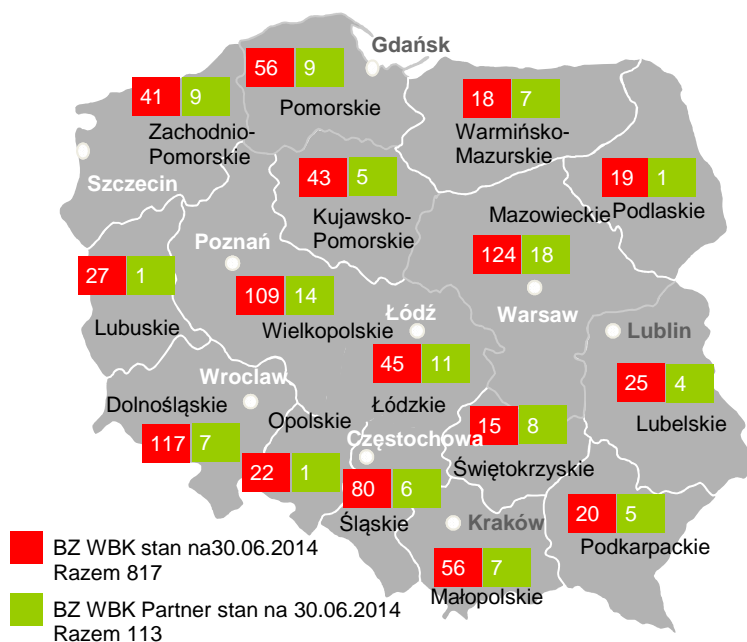 Gdańsk
56 9
Pomorskie
41 9
Zachodnio-
Pomorskie
18 7
Warmińsko-
Mazurskie
Szczecin
43 5
Kujawsko-
Pomorskie
19 1
Podlaskie
Mazowieckie
124 18
Warsaw
Poznań
27 1
Lubuskie
109 14
Wielkopolskie
Łódź
45 11
Łódzkie
Lublin
25 4
Lubelskie
Wroclaw
Dolnośląskie
117 7
Opolskie
22 1
Częstochowa
80 6
Śląskie
15 8
Świętokrzyskie
Kraków
56 7
Małopolskie
20 5
Podkarpackie
BZ WBK stan na30.06.2014
Razem 817
BZ WBK Partner stan na 30.06.2014
Razem 113